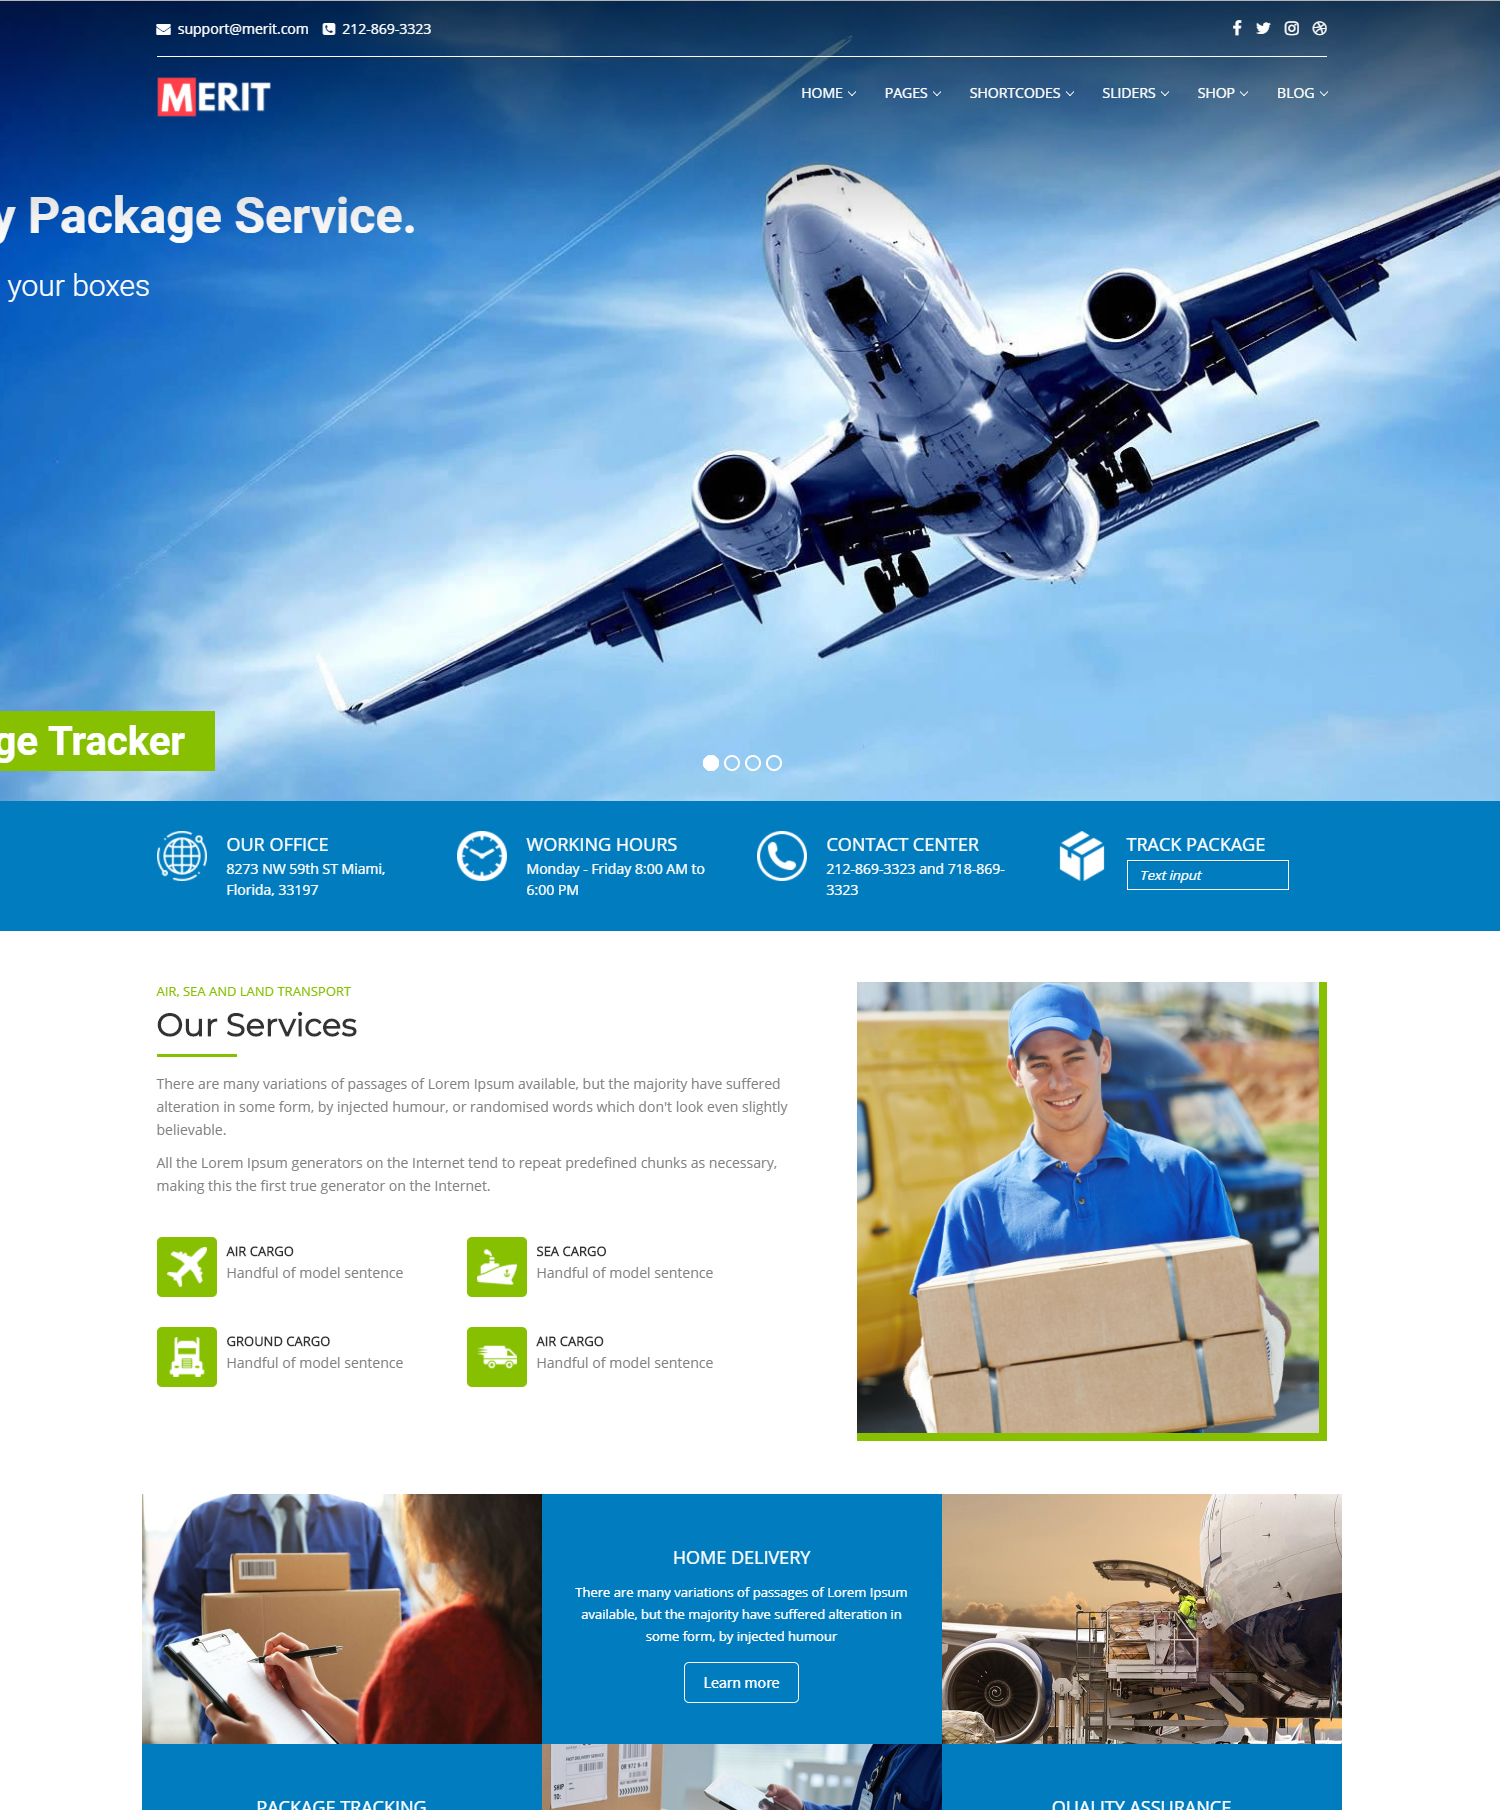 support@merit.com 212-869-3323
MERIT
HOME PAGES SHORTCODES SLIDERS SHOP BLOG
y Package Service.
your boxes
ge Tracker
OUR OFFICE
8273 NW 59th ST Miami,
Florida, 33197
WORKING HOURS
Monday - Friday 8:00 AM to
6:00 PM
CONTACT CENTER
212-869-3323 and 718-869-
3323
TRACK PACKAGE
Text input
AIR, SEA AND LAND TRANSPORT
Our Services
There are many variations of passages of Lorem Ipsum available, but the majority have suffered
alteration in some form, by injected humour, or randomised words which don't look even slightly
believable.
All the Lorem Ipsum generators on the Internet tend to repeat predefined chunks as necessary,
making this the first true generator on the Internet.
AIR CARGO
Handful of model sentence
SEA CARGO
Handful of model sentence
GROUND CARGO
Handful of model sentence
AIR CARGO
Handful of model sentence
HOME DELIVERY
There are many variations of passages of Lorem Ipsum
available, but the majority have suffered alteration in
some form, by injected humour
Learn more
PACKAGE TRACKING
SHIP
TO:
QUALITY ASSURANCE